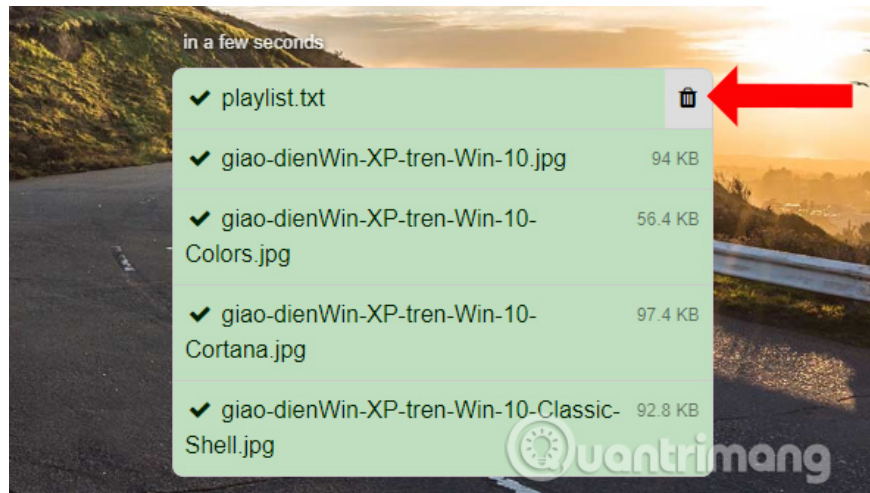 in a few seconds
playlist.txt
giao-dienWin-XP-tren-Win-10.jpg 94 KB
giao-dienWin-XP-tren-Win-10- 56.4 KB
Colors.jpg
giao-dienWin-XP-tren-Win-10- 97.4 KB
Cortana.jpg
giao-dienWin-XP-tren-Win-10-Classic- 92.8 KB
Shell.jpg
Quantrimang